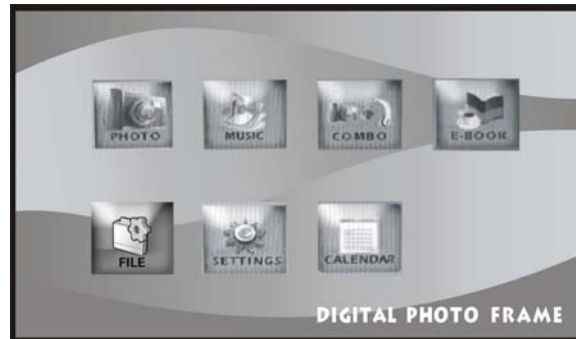 PHOTO MUSIC COMBO E-BOOK
FILE SETTINGS CALENDAR
DIGITAL PHOTO FRAME